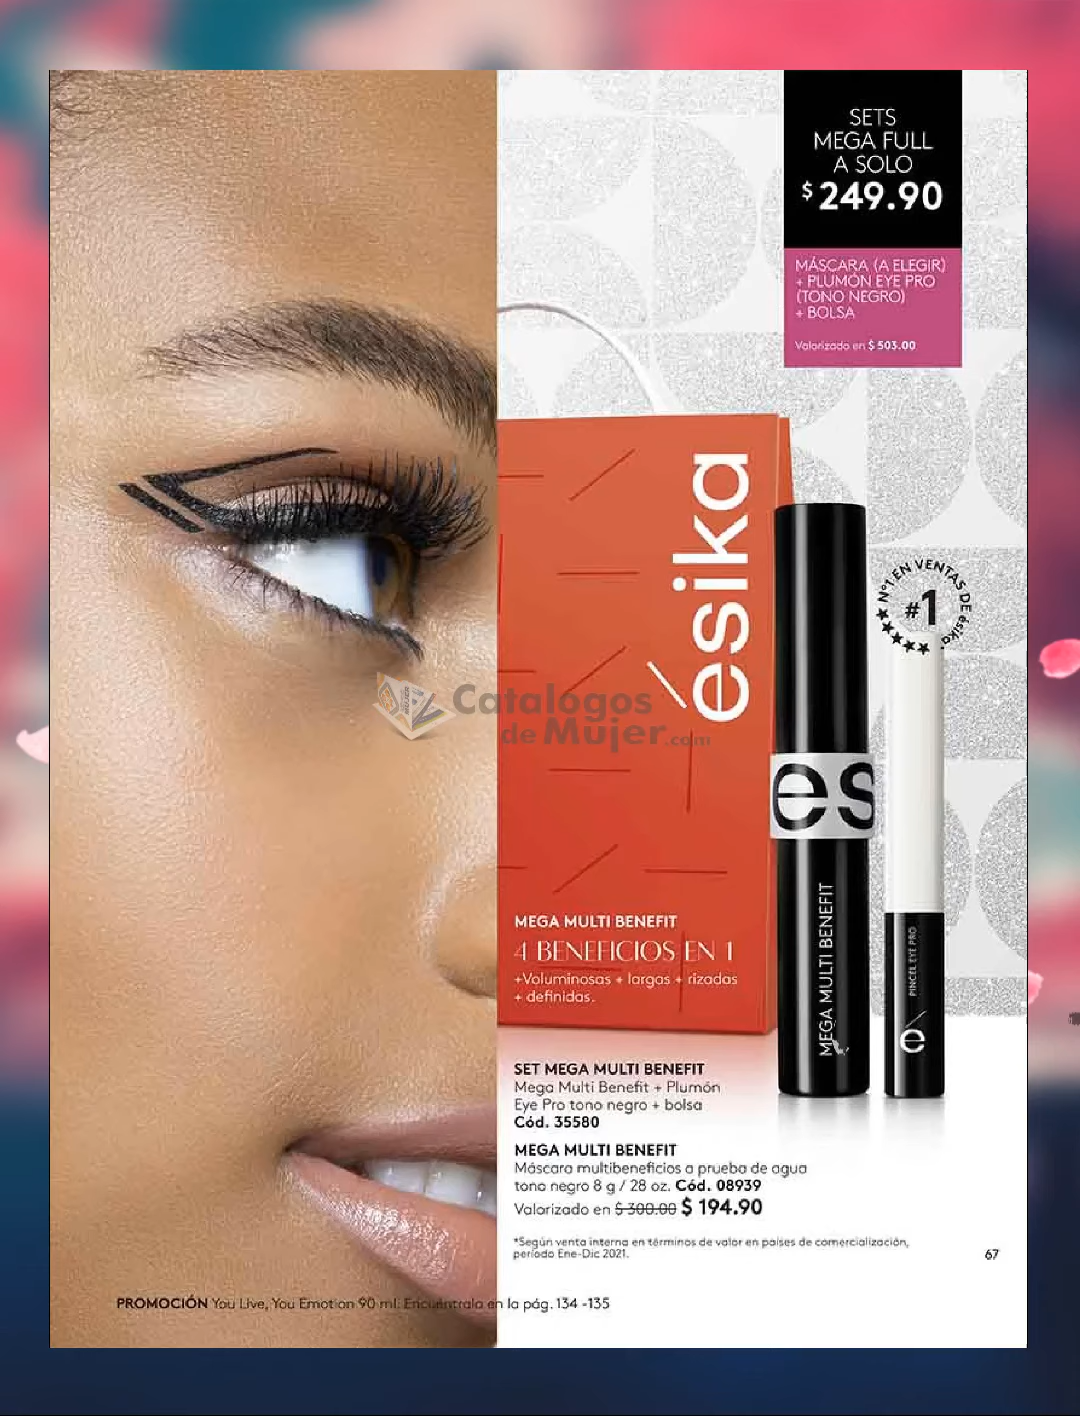 SETS
MEGA FULL
A SOLO
$249.90
MÁSCARA (A ELEGIR)
+ PLUMÓN EYE PRO
(TONO NEGRO)
+ BOLSA
Valorizado en $ 503.00
ésika
N°1 EN VENTAS DE ésika*
#1
Catalogos
de Mujer.com
és
MEGA MULTI BENEFIT
PINCEL EYE PRO
é
MEGA MULTI BENEFIT
4 BENEFICIOS EN 1
+Voluminosas + largas + rizadas
+ definidas.
SET MEGA MULTI BENEFIT
Mega Multi Benefit + Plumón
Eye Pro tono negro + bolsa
Cód. 35580
MEGA MULTI BENEFIT
Máscara multibeneficios a prueba de agua
tono negro 8 g / 28 oz. Cód. 08939
Valorizado en $ 300.00 $ 194.90
*Según venta interna en términos de valor en países de comercialización,
período Ene-Dic 2021.
67
PROMOCIÓN You Live, You Emotion 90 ml. Encuéntrala en la pág. 134 -135